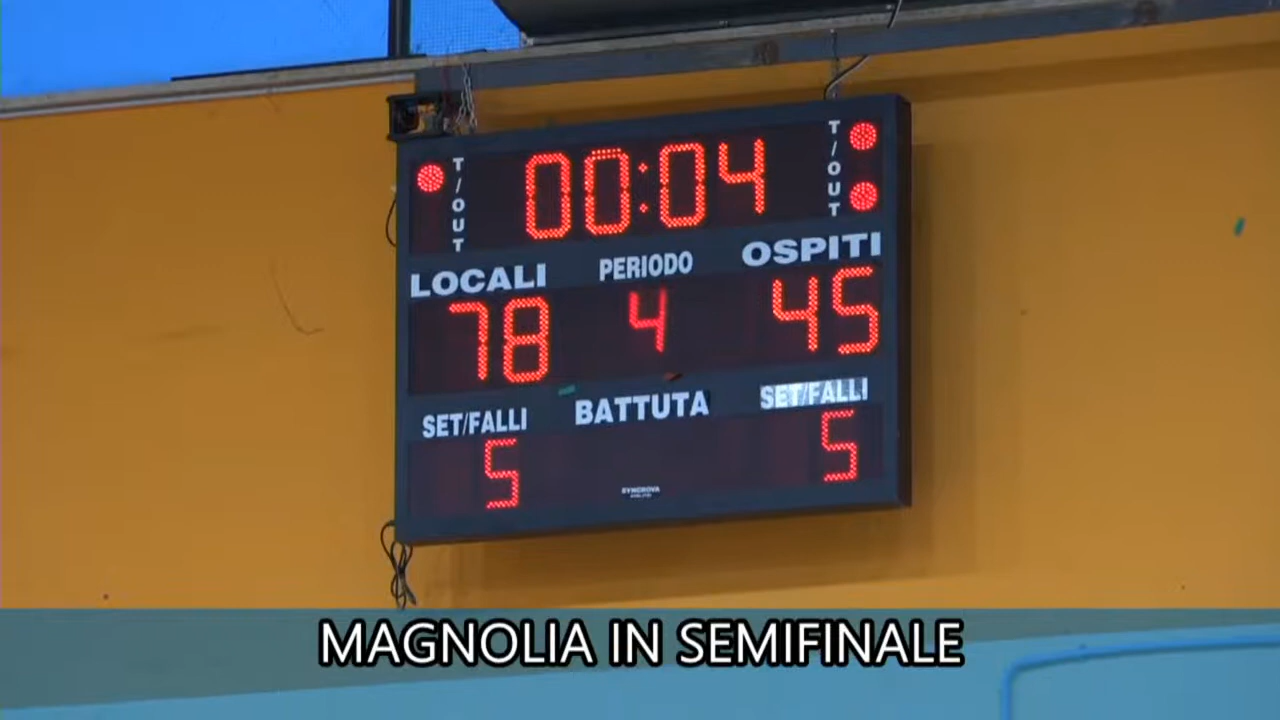 T/OUT
00:04
T/OUT
LOCALI
PERIODO
OSPITI
78
4
45
SET/FALLI
BATTUTA
SET/FALLI
5
5
MAGNOLIA IN SEMIFINALE